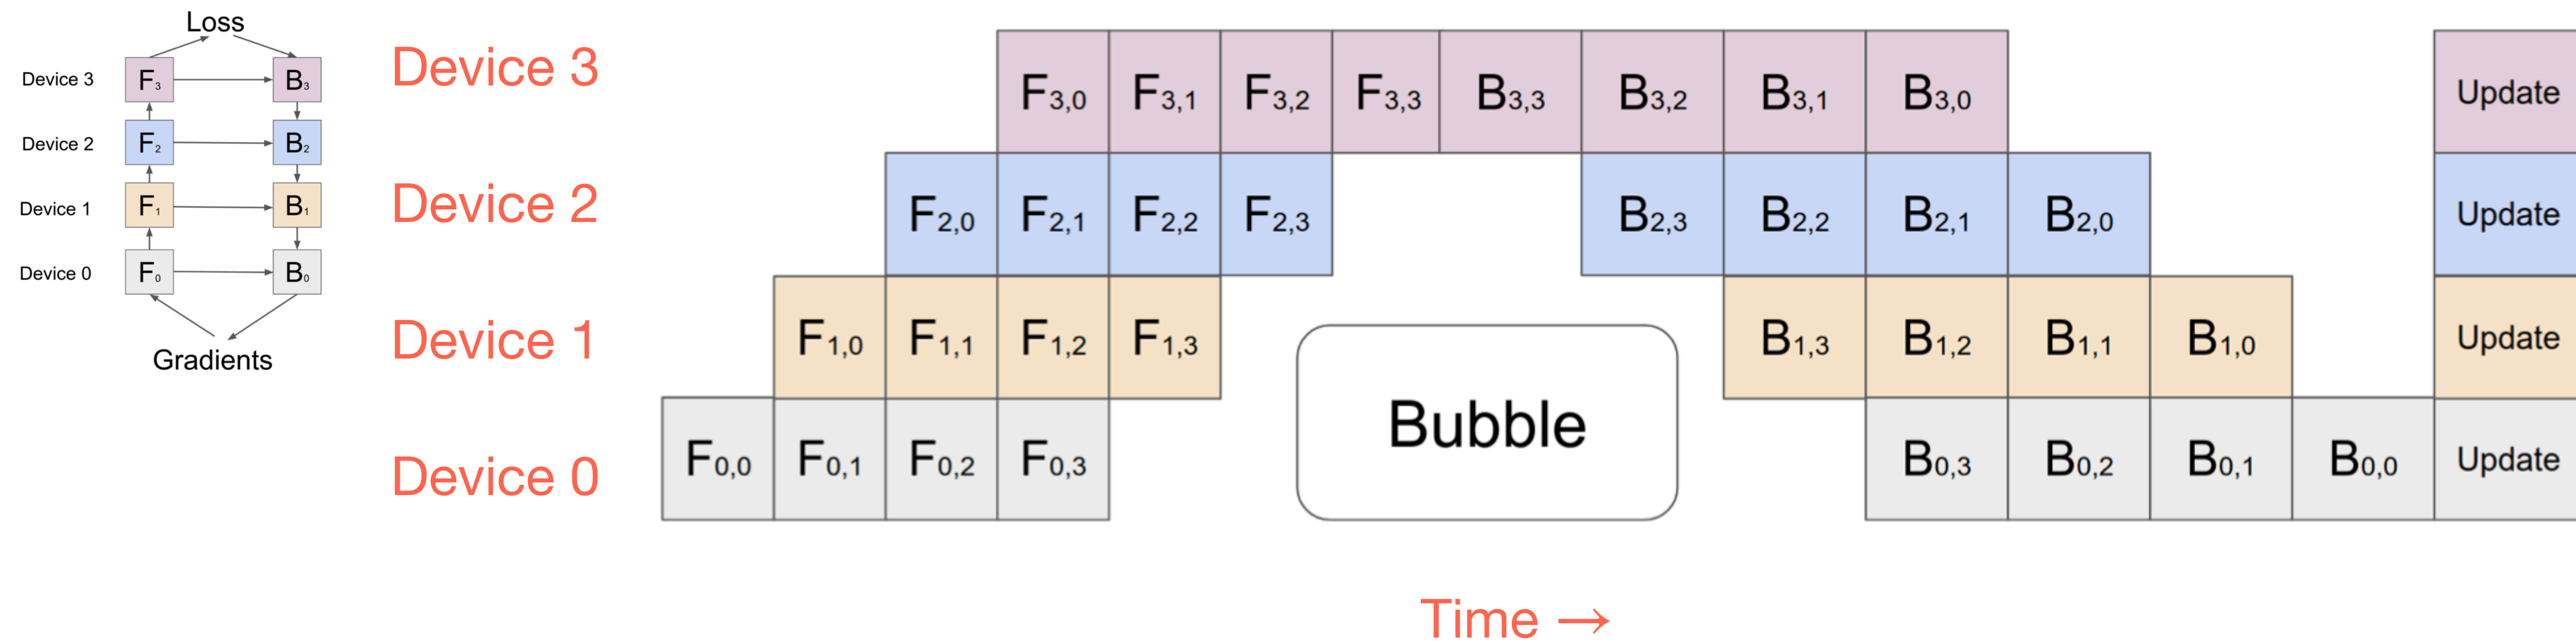 Loss
Device 3 F3 B3
Device 2 F2 B2
Device 1 F1 B1
Device 0 F0 B0
Gradients
Device 3 F3,0 F3,1 F3,2 F3,3 B3,3 B3,2 B3,1 B3,0 Update
Device 2 F2,0 F2,1 F2,2 F2,3 B2,3 B2,2 B2,1 B2,0 Update
Device 1 F1,0 F1,1 F1,2 F1,3 B1,3 B1,2 B1,1 B1,0 Update
Bubble
Device 0 F0,0 F0,1 F0,2 F0,3 B0,3 B0,2 B0,1 B0,0 Update
Time →